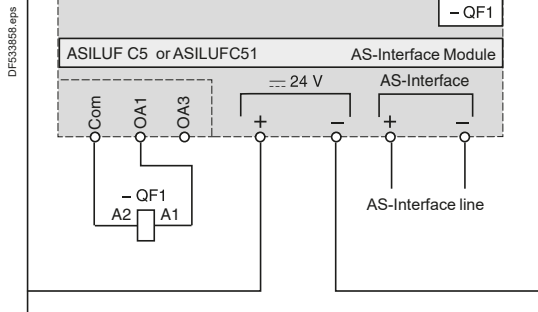 DF533858.eps
– QF1
ASILUF C5 or ASILUFC51 AS-Interface Module
24 V AS-Interface
Com OA1 OA3 + – + –
– QF1
A2 A1
AS-Interface line